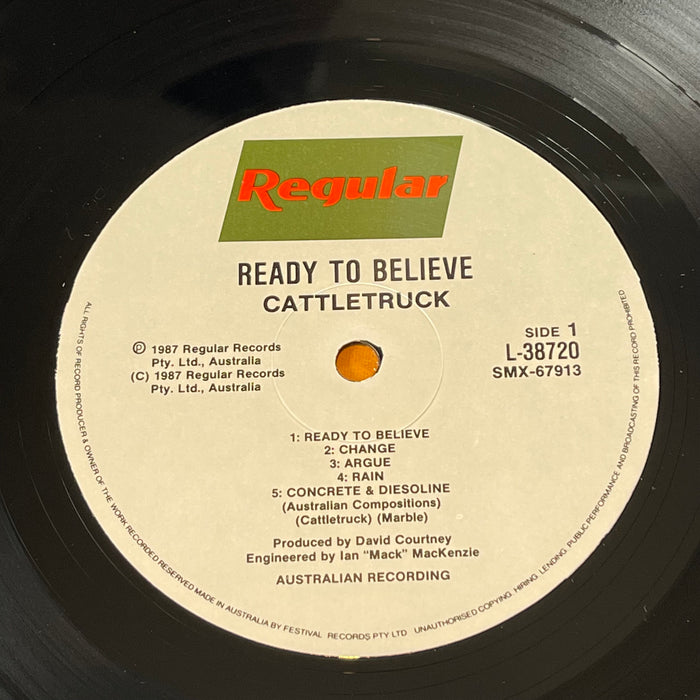 Regular
READY TO BELIEVE
CATTLETRUCK
℗ 1987 Regular Records
Pty. Ltd., Australia
(C) 1987 Regular Records
Pty. Ltd., Australia
SIDE 1
L-38720
SMX-67913
1: READY TO BELIEVE
2: CHANGE
3: ARGUE
4: RAIN
5: CONCRETE & DIESOLINE
(Australian Compositions)
(Cattletruck) (Marble)
Produced by David Courtney
Engineered by Ian "Mack" MacKenzie
AUSTRALIAN RECORDING
ALL RIGHTS OF RECORD PRODUCER & OWNER OF THE WORK RECORDED RESERVED MADE IN AUSTRALIA BY FESTIVAL RECORDS PTY LTD UNAUTHORISED COPYING, HIRING, LENDING, PUBLIC PERFORMANCE AND BROADCASTING OF THIS RECORD PROHIBITED